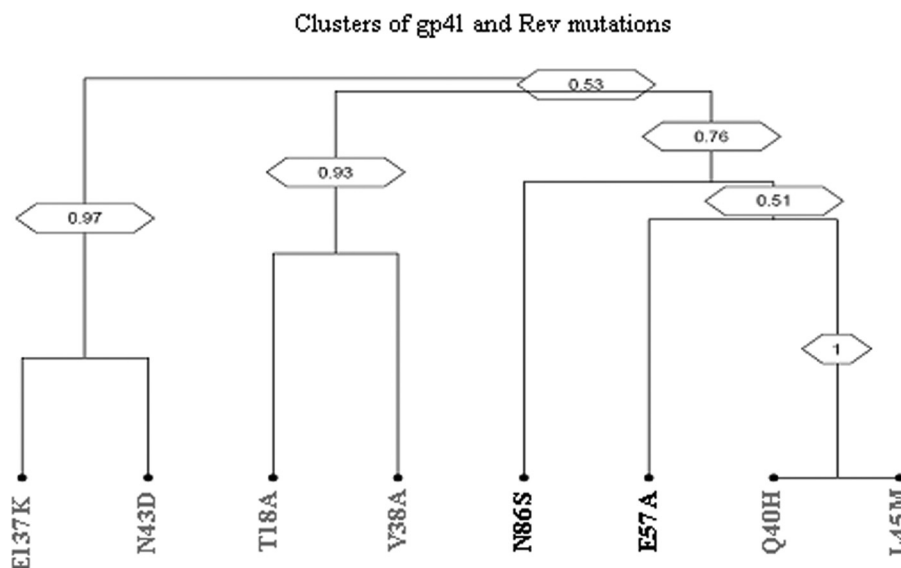 Clusters of gp41 and Rev mutations
0.53
0.76
0.93
0.51
0.97
1
E137K
N43D
T18A
V38A
N86S
E57A
Q40H
L45M